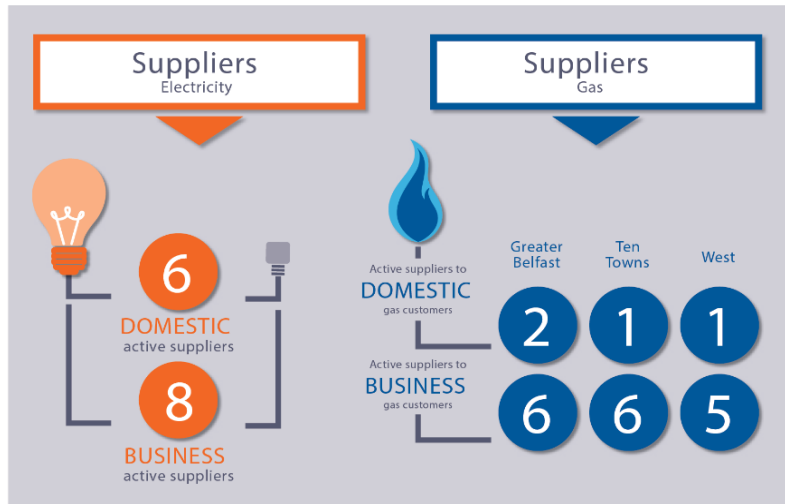 Suppliers
Electricity
6
DOMESTIC
active suppliers
8
BUSINESS
active suppliers
Suppliers
Gas
Greater
Belfast
Ten
Towns
West
Active suppliers to
DOMESTIC
gas customers
2 1 1
Active suppliers to
BUSINESS
gas customers
6 6 5